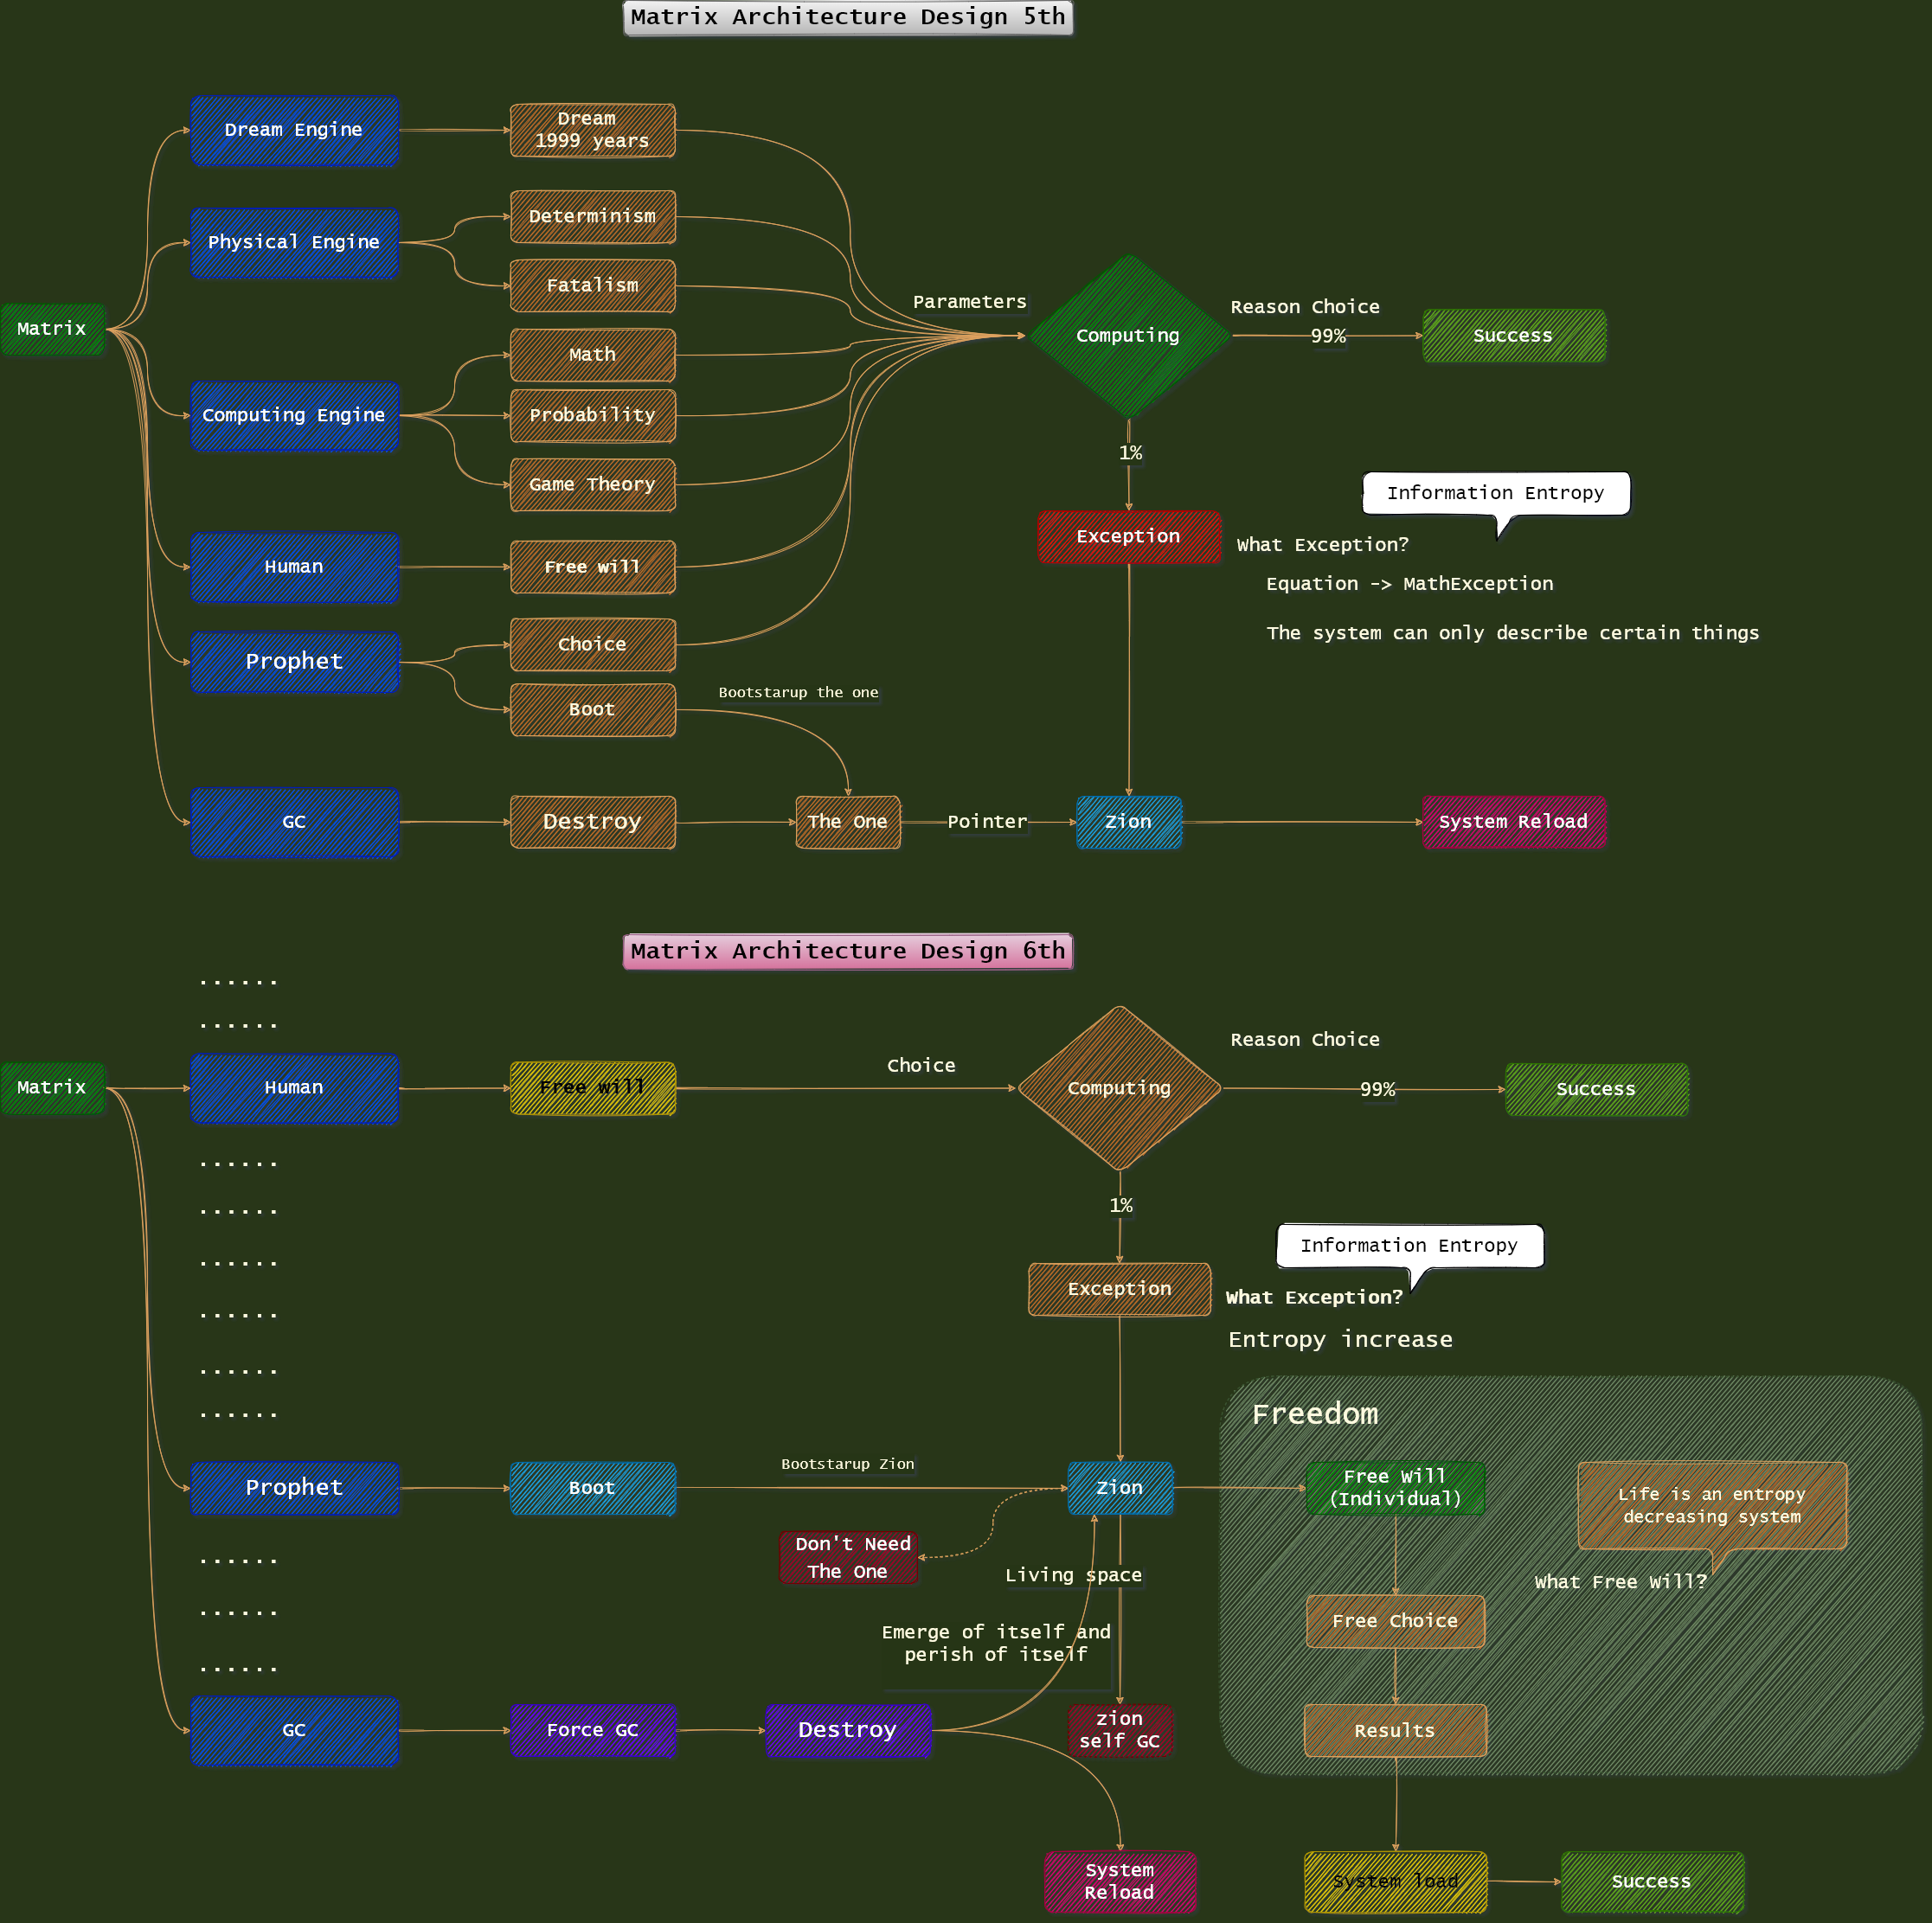 Matrix Architecture Design 5th
Dream Engine
Dream
1999 years
Physical Engine
Determinism
Fatalism
Matrix
Parameters
Computing
Reason Choice
99%
Success
Math
Computing Engine
Probability
Game Theory
1%
Information Entropy
Exception
What Exception?
Equation -> MathException
The system can only describe certain things
Human
Free will
Prophet
Choice
Boot
Bootstarup the one
GC
Destroy
The One
Pointer
Zion
System Reload
Matrix Architecture Design 6th
......
......
Matrix
Human
Free will
Choice
Computing
Reason Choice
99%
Success
......
......
......
......
......
......
1%
Information Entropy
Exception
What Exception?
Entropy increase
Freedom
Prophet
Boot
Bootstarup Zion
Zion
Free Will
(Individual)
Life is an entropy
decreasing system
Don't Need
The One
Living space
What Free Will?
......
......
......
Emerge of itself and
perish of itself
Free Choice
GC
Force GC
Destroy
zion
self GC
Results
System
Reload
System load
Success